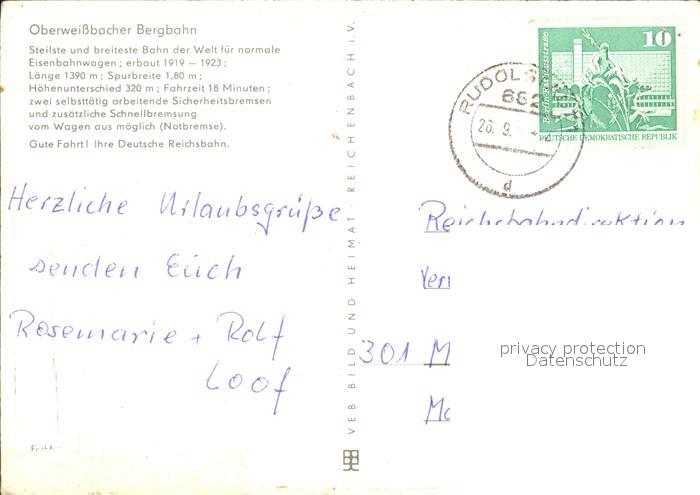 Oberweißbacher Bergbahn
Steilste und breiteste Bahn der Welt für normale
Eisenbahnwagen; erbaut 1919 – 1923;
Länge 1390 m; Spurbreite 1,80 m;
Höhenunterschied 320 m; Fahrzeit 18 Minuten;
zwei selbsttätig arbeitende Sicherheitsbremsen
und zusätzliche Schnellbremsung
vom Wagen aus möglich (Notbremse).
Gute Fahrt! Ihre Deutsche Reichsbahn.
Herzliche Urlaubsgrüße
senden Euch
Rosemarie + Rolf
Loof
VEB BILD UND HEIMAT REICHENBACH i. V.
10
DEUTSCHE DEMOKRATISCHE REPUBLIK
26. 9.
d
Reichsbahndirektion
301 M
privacy protection
Datenschutz